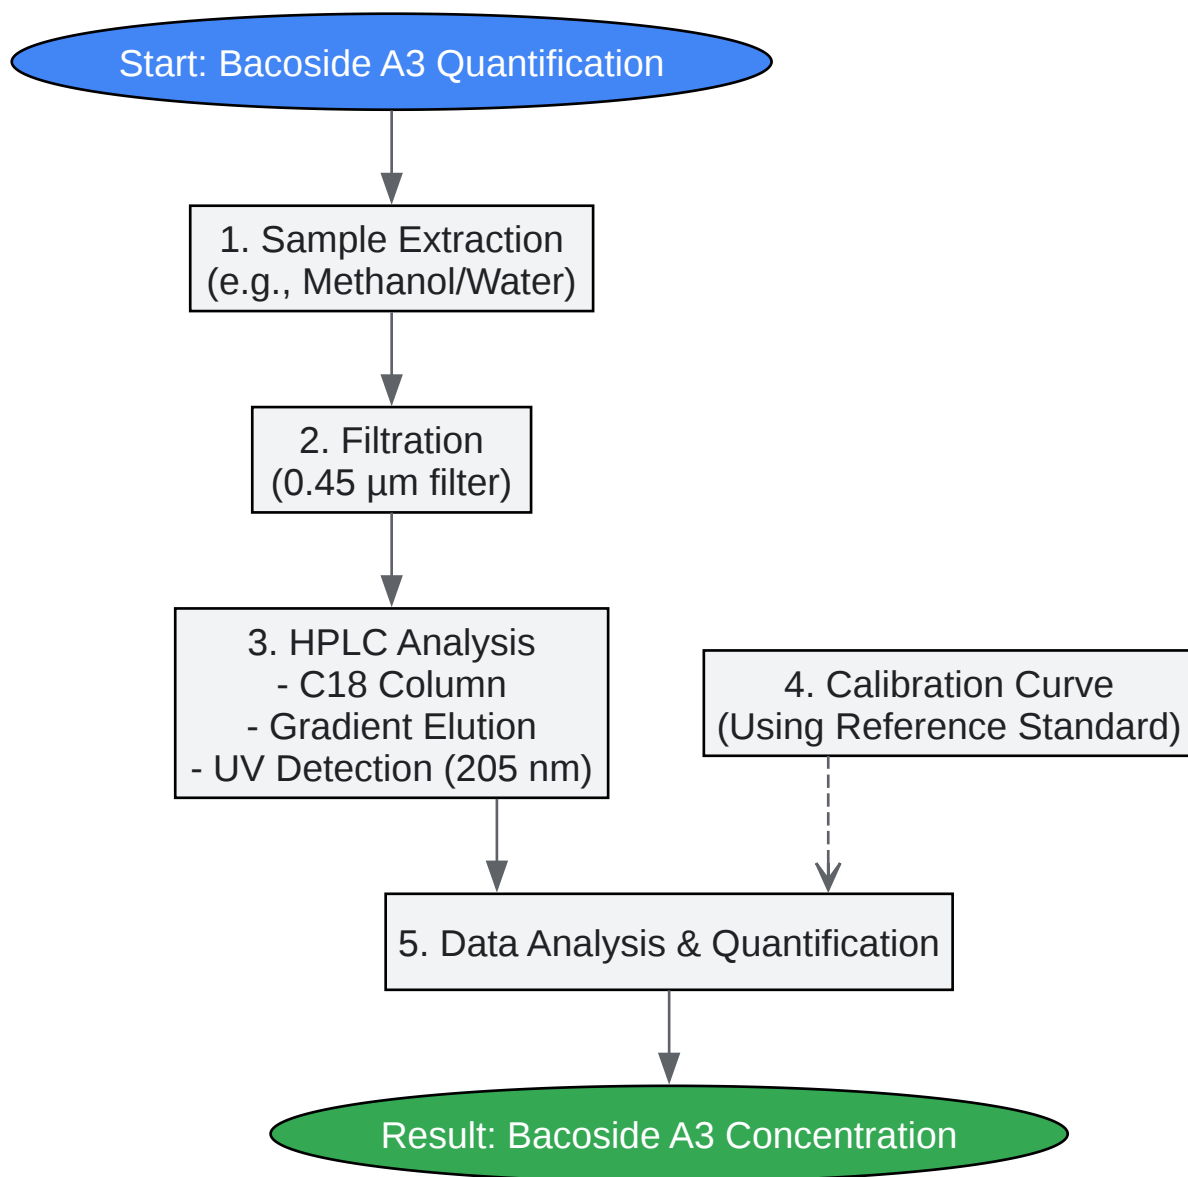 Start: Bacoside A3 Quantification
1. Sample Extraction
(e.g., Methanol/Water)
2. Filtration
(0.45 µm filter)
3. HPLC Analysis
- C18 Column
- Gradient Elution
- UV Detection (205 nm)
4. Calibration Curve
(Using Reference Standard)
5. Data Analysis & Quantification
Result: Bacoside A3 Concentration